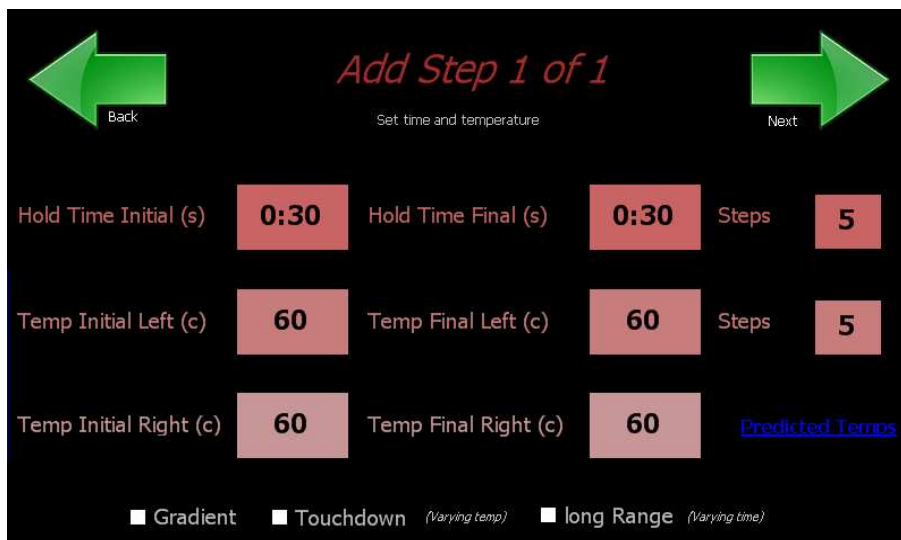 Add Step 1 of 1
Back
Set time and temperature
Next
Hold Time Initial (s) 0:30 Hold Time Final (s) 0:30 Steps 5
Temp Initial Left (c) 60 Temp Final Left (c) 60 Steps 5
Temp Initial Right (c) 60 Temp Final Right (c) 60 Predicted Temps
Gradient Touchdown (Varying temp) long Range (Varying time)